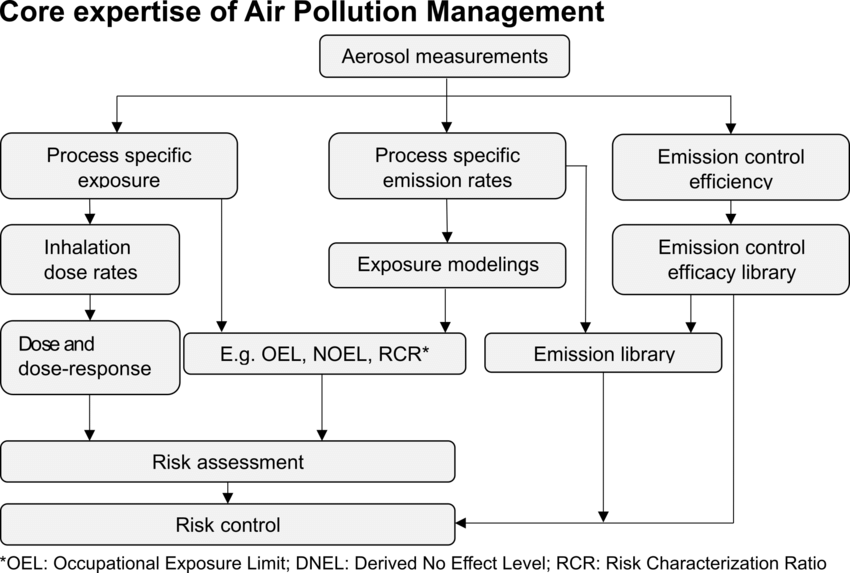 Core expertise of Air Pollution Management
Aerosol measurements
Process specific
exposure
Process specific
emission rates
Emission control
efficiency
Inhalation
dose rates
Exposure modelings
Emission control
efficacy library
Dose and
dose-response
E.g. OEL, NOEL, RCR*
Emission library
Risk assessment
Risk control
*OEL: Occupational Exposure Limit; DNEL: Derived No Effect Level; RCR: Risk Characterization Ratio